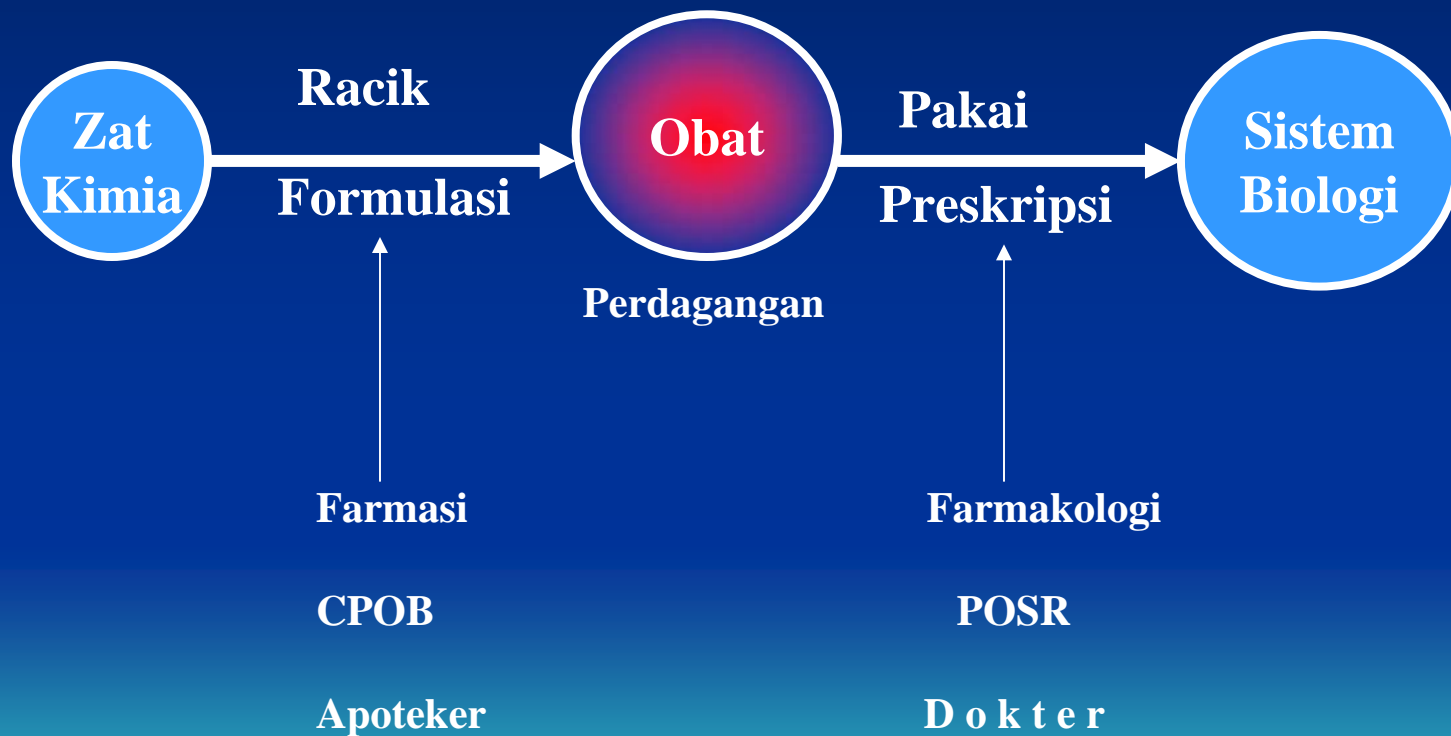 Zat
Kimia
Racik
Formulasi
Obat
Perdagangan
Pakai
Preskripsi
Sistem
Biologi
Farmasi
Farmakologi
CPOB
POSR
Apoteker
D o k t e r